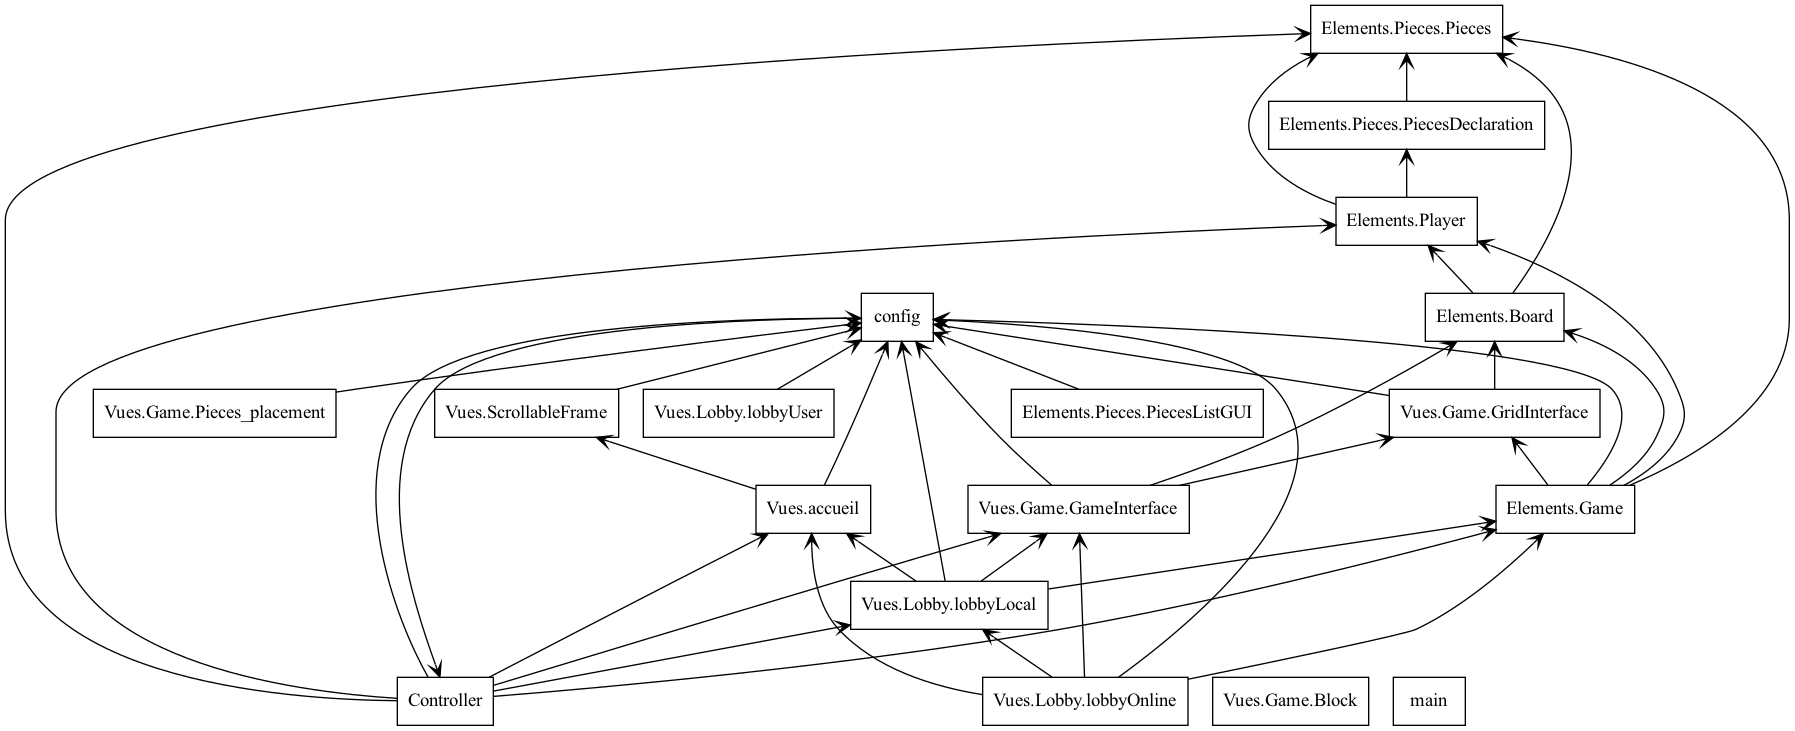 Elements.Pieces.Pieces
Elements.Pieces.PiecesDeclaration
Elements.Player
config
Elements.Board
Vues.Game.Pieces_placement
Vues.ScrollableFrame
Vues.Lobby.lobbyUser
Elements.Pieces.PiecesListGUI
Vues.Game.GridInterface
Vues.accueil
Vues.Game.GameInterface
Elements.Game
Vues.Lobby.lobbyLocal
Controller
Vues.Lobby.lobbyOnline
Vues.Game.Block
main